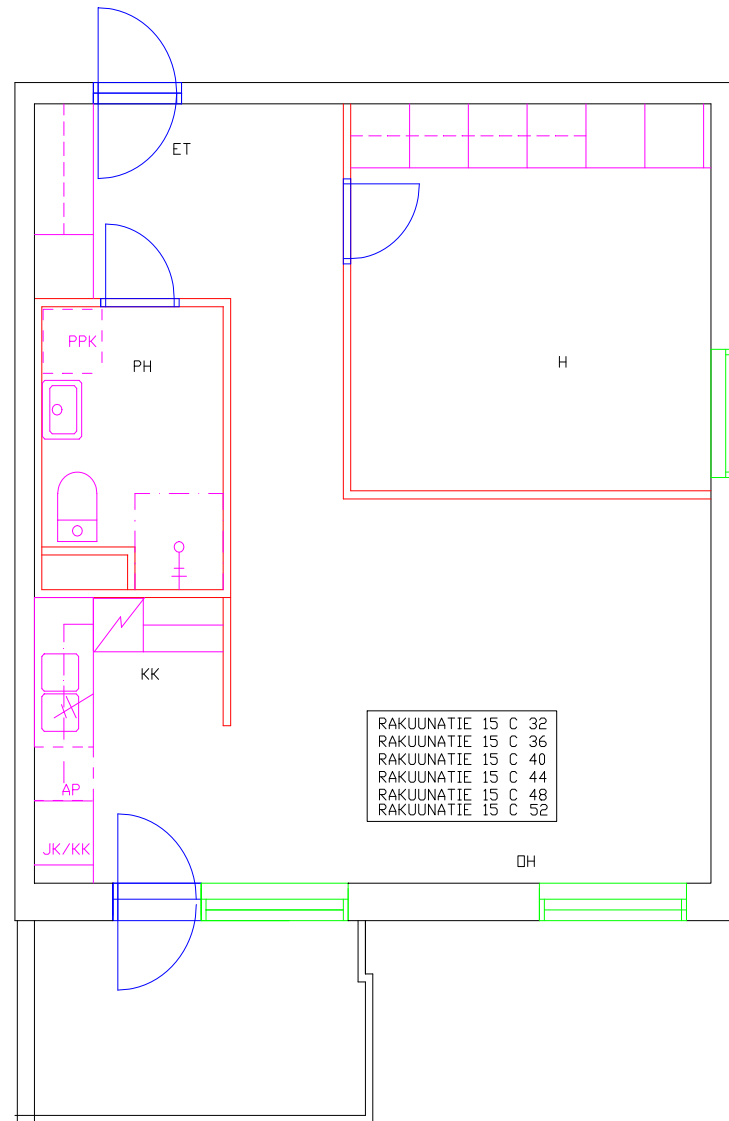 ET
PPK
PH
H
KK
RAKUUNATIE 15 C 32
RAKUUNATIE 15 C 36
RAKUUNATIE 15 C 40
RAKUUNATIE 15 C 44
RAKUUNATIE 15 C 48
RAKUUNATIE 15 C 52
AP
JK/KK
OH